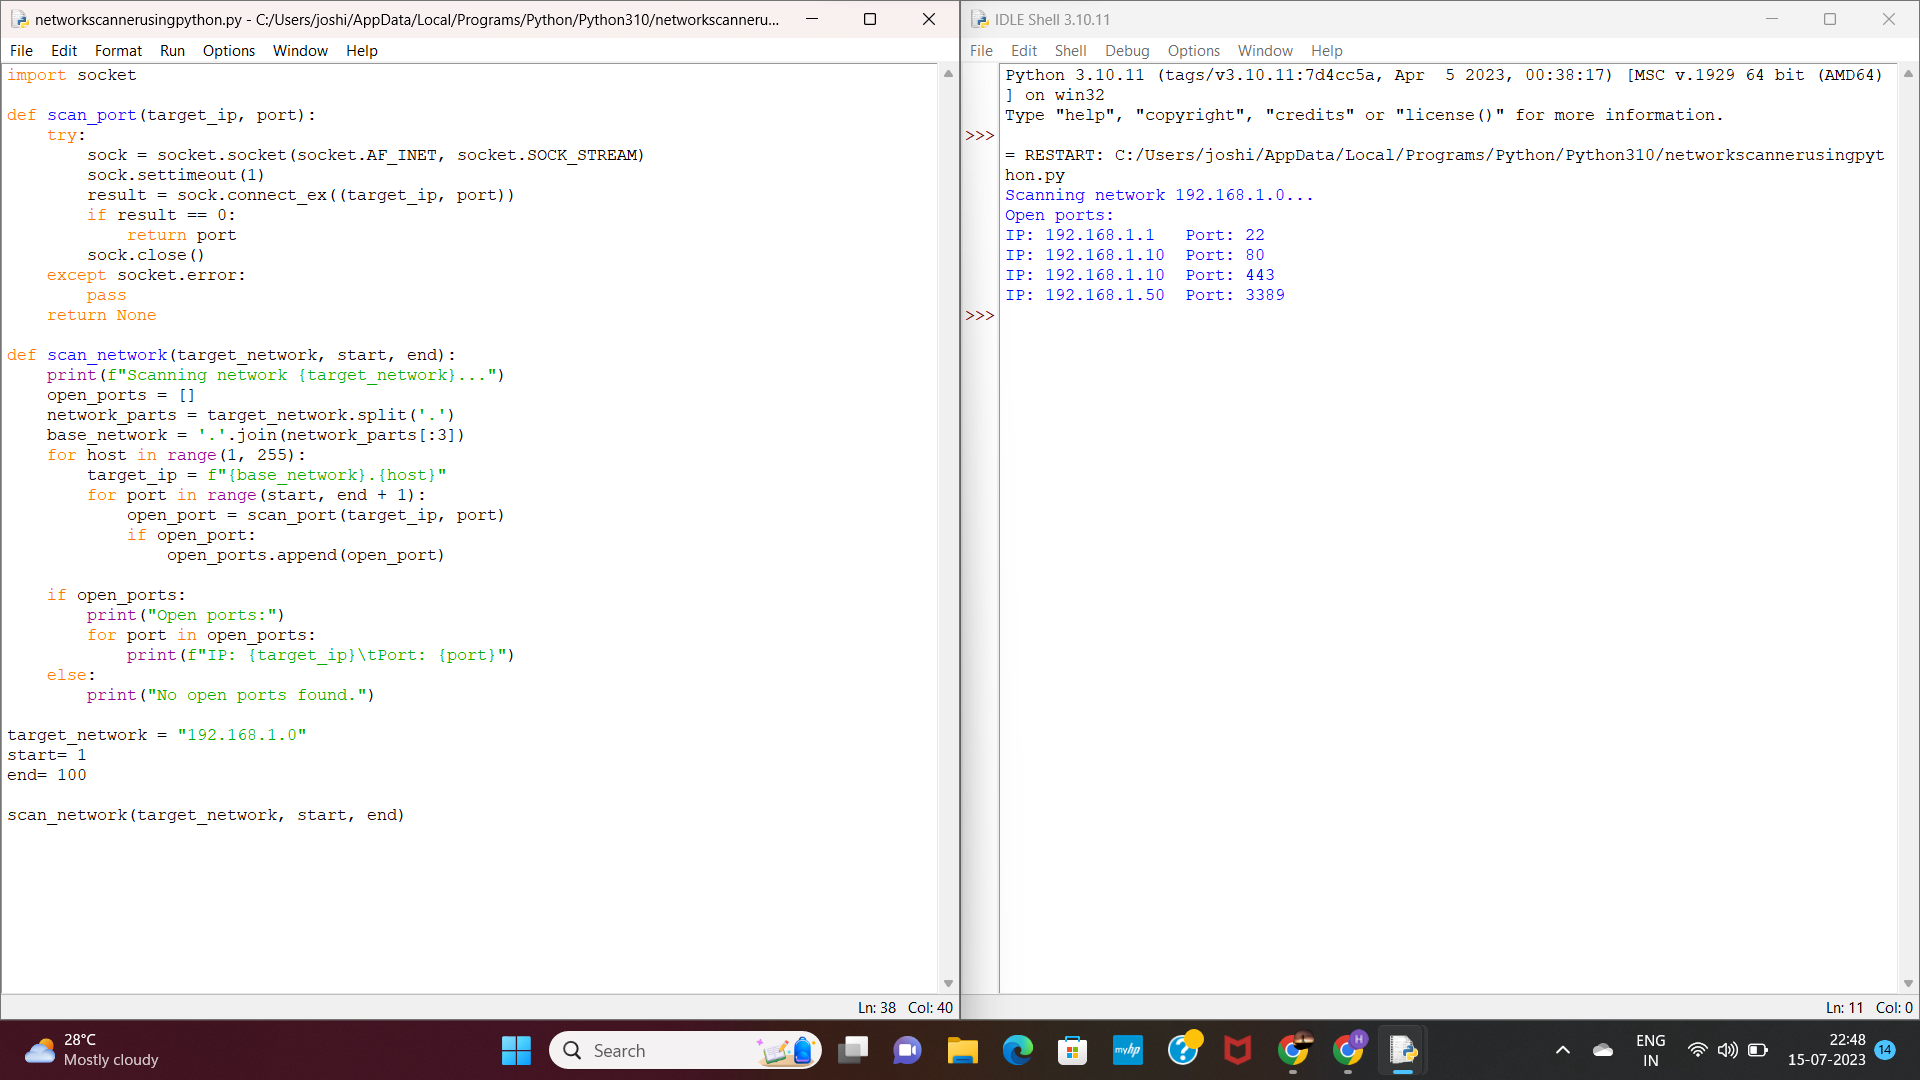 networkscannerusingpython.py - C:/Users/joshi/AppData/Local/Programs/Python/Python310/networkscanneru...
File Edit Format Run Options Window Help
import socket
def scan_port(target_ip, port):
    try:
        sock = socket.socket(socket.AF_INET, socket.SOCK_STREAM)
        sock.settimeout(1)
        result = sock.connect_ex((target_ip, port))
        if result == 0:
            return port
        sock.close()
    except socket.error:
        pass
    return None
def scan_network(target_network, start, end):
    print(f"Scanning network {target_network}...")
    open_ports = []
    network_parts = target_network.split('.')
    base_network = '.'.join(network_parts[:3])
    for host in range(1, 255):
        target_ip = f"{base_network}.{host}"
        for port in range(start, end + 1):
            open_port = scan_port(target_ip, port)
            if open_port:
                open_ports.append(open_port)
    if open_ports:
        print("Open ports:")
        for port in open_ports:
            print(f"IP: {target_ip}\tPort: {port}")
    else:
        print("No open ports found.")
target_network = "192.168.1.0"
start= 1
end= 100
scan_network(target_network, start, end)
Ln: 38 Col: 40
IDLE Shell 3.10.11
File Edit Shell Debug Options Window Help
Python 3.10.11 (tags/v3.10.11:7d4cc5a, Apr  5 2023, 00:38:17) [MSC v.1929 64 bit (AMD64)
] on win32
Type "help", "copyright", "credits" or "license()" for more information.
>>>
= RESTART: C:/Users/joshi/AppData/Local/Programs/Python/Python310/networkscannerusingpyt
hon.py
Scanning network 192.168.1.0...
Open ports:
IP: 192.168.1.1   Port: 22
IP: 192.168.1.10  Port: 80
IP: 192.168.1.10  Port: 443
IP: 192.168.1.50  Port: 3389
>>>
Ln: 11 Col: 0
28°C
Mostly cloudy
Search
myhp
?
H
ENG
IN
22:48
15-07-2023
14